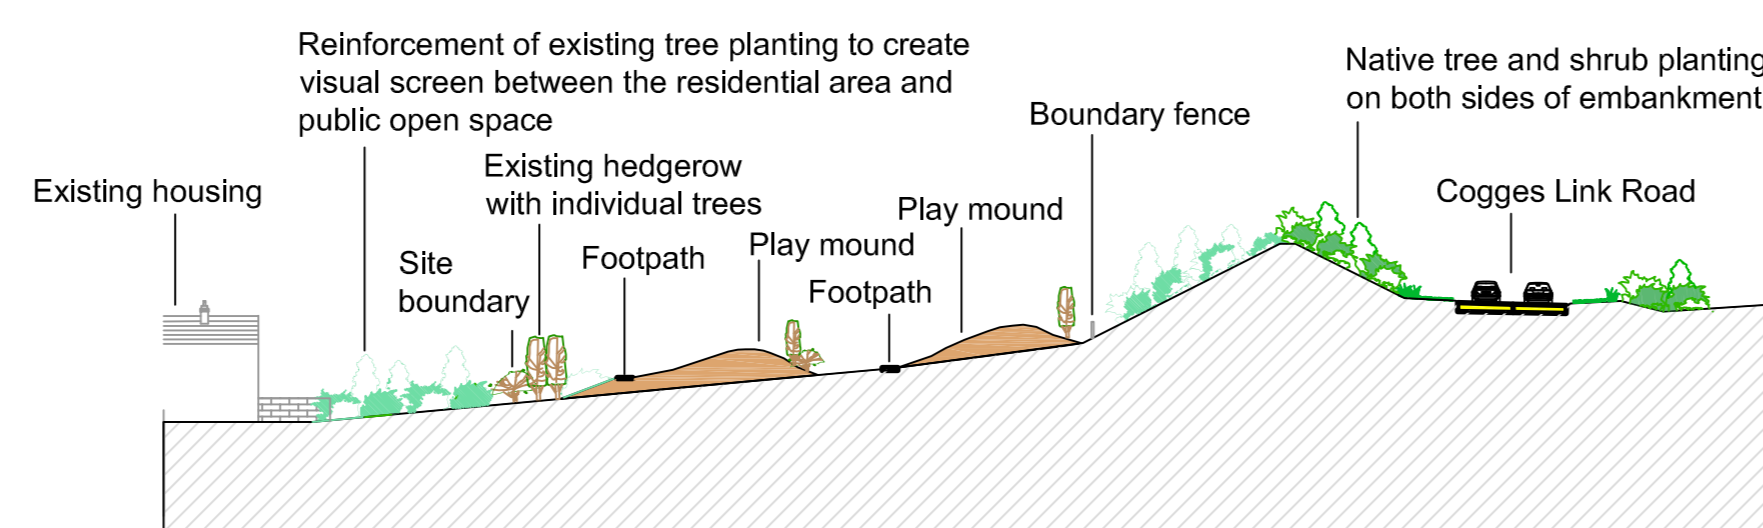 Reinforcement of existing tree planting to create
visual screen between the residential area and
public open space
Native tree and shrub planting
on both sides of embankment
Boundary fence
Existing hedgerow
with individual trees
Existing housing
Cogges Link Road
Play mound
Play mound
Site
boundary
Footpath
Footpath